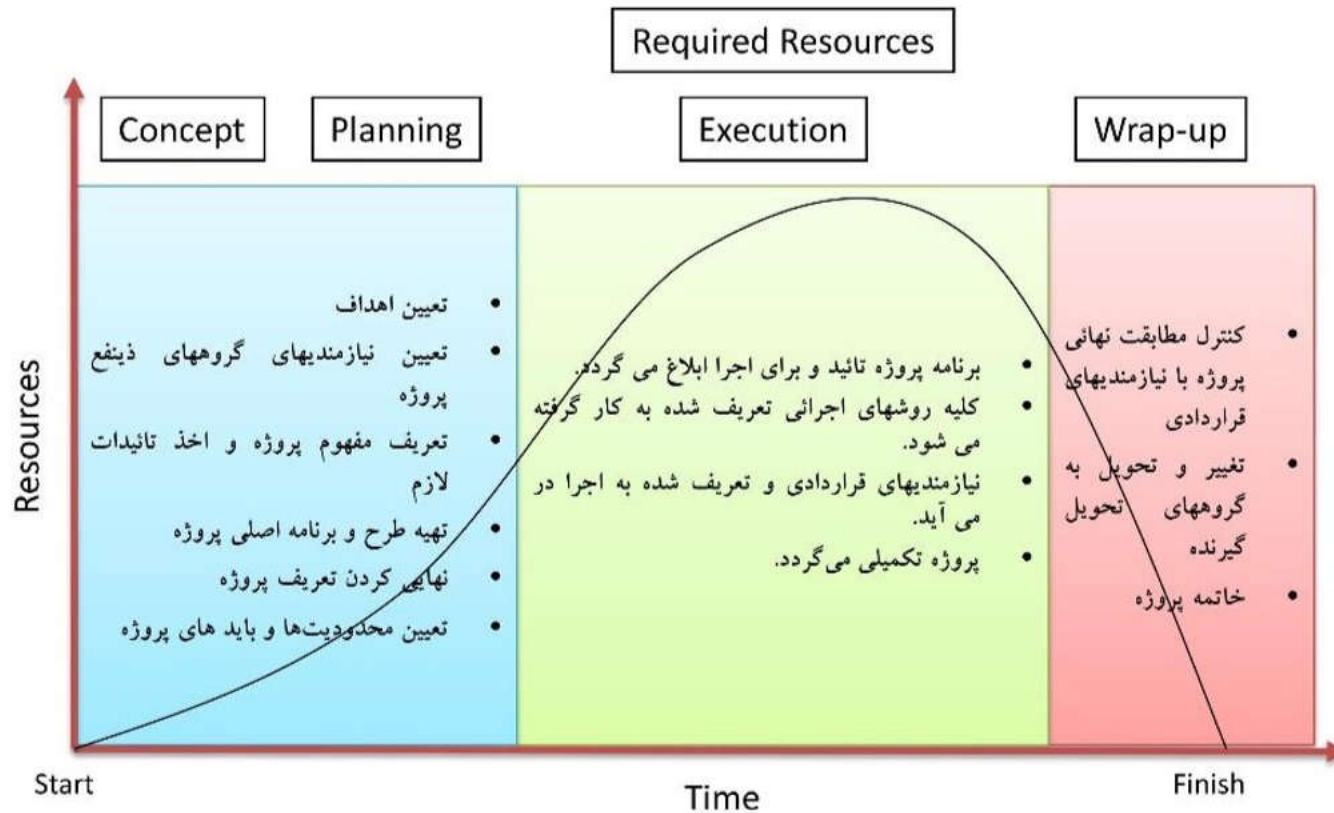 Required Resources
Concept
Planning
Execution
Wrap-up
Resources
• تعیین اهداف
• تعیین نیازمندیهای گروههای ذینفع
پروژه
• تعریف مفهوم پروژه و اخذ تائیدات
لازم
• تهیه طرح و برنامه اصلی پروژه
• نهایی کردن تعریف پروژه
• تعیین محدودیت‌ها و باید های پروژه
• برنامه پروژه تائید و برای اجرا ابلاغ می گردد.
• کلیه روشهای اجرائی تعریف شده به کار گرفته
می شود.
• نیازمندیهای قراردادی و تعریف شده به اجرا در
می آید.
• پروژه تکمیلی می‌گردد.
• کنترل مطابقت نهائی
پروژه با نیازمندیهای
قراردادی
• تغییر و تحویل به
گروههای تحویل
گیرنده
• خاتمه پروژه
Start
Time
Finish